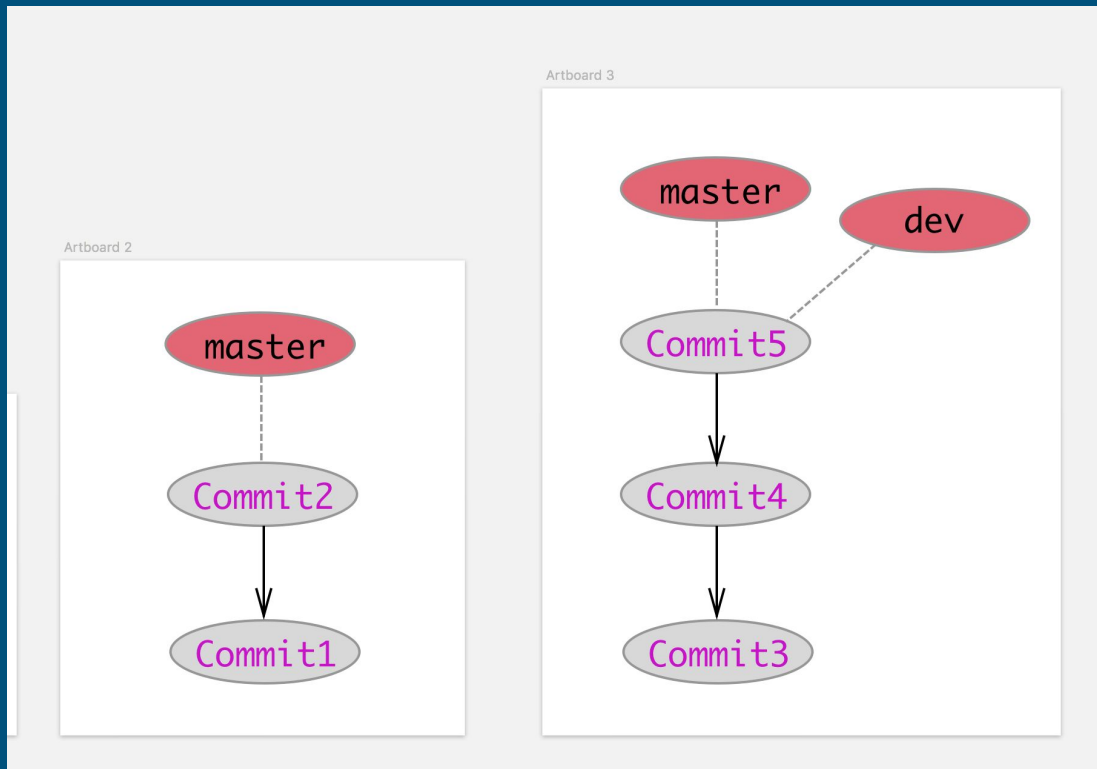 Artboard 2
master
Commit2
Commit1
Artboard 3
master
dev
Commit5
Commit4
Commit3